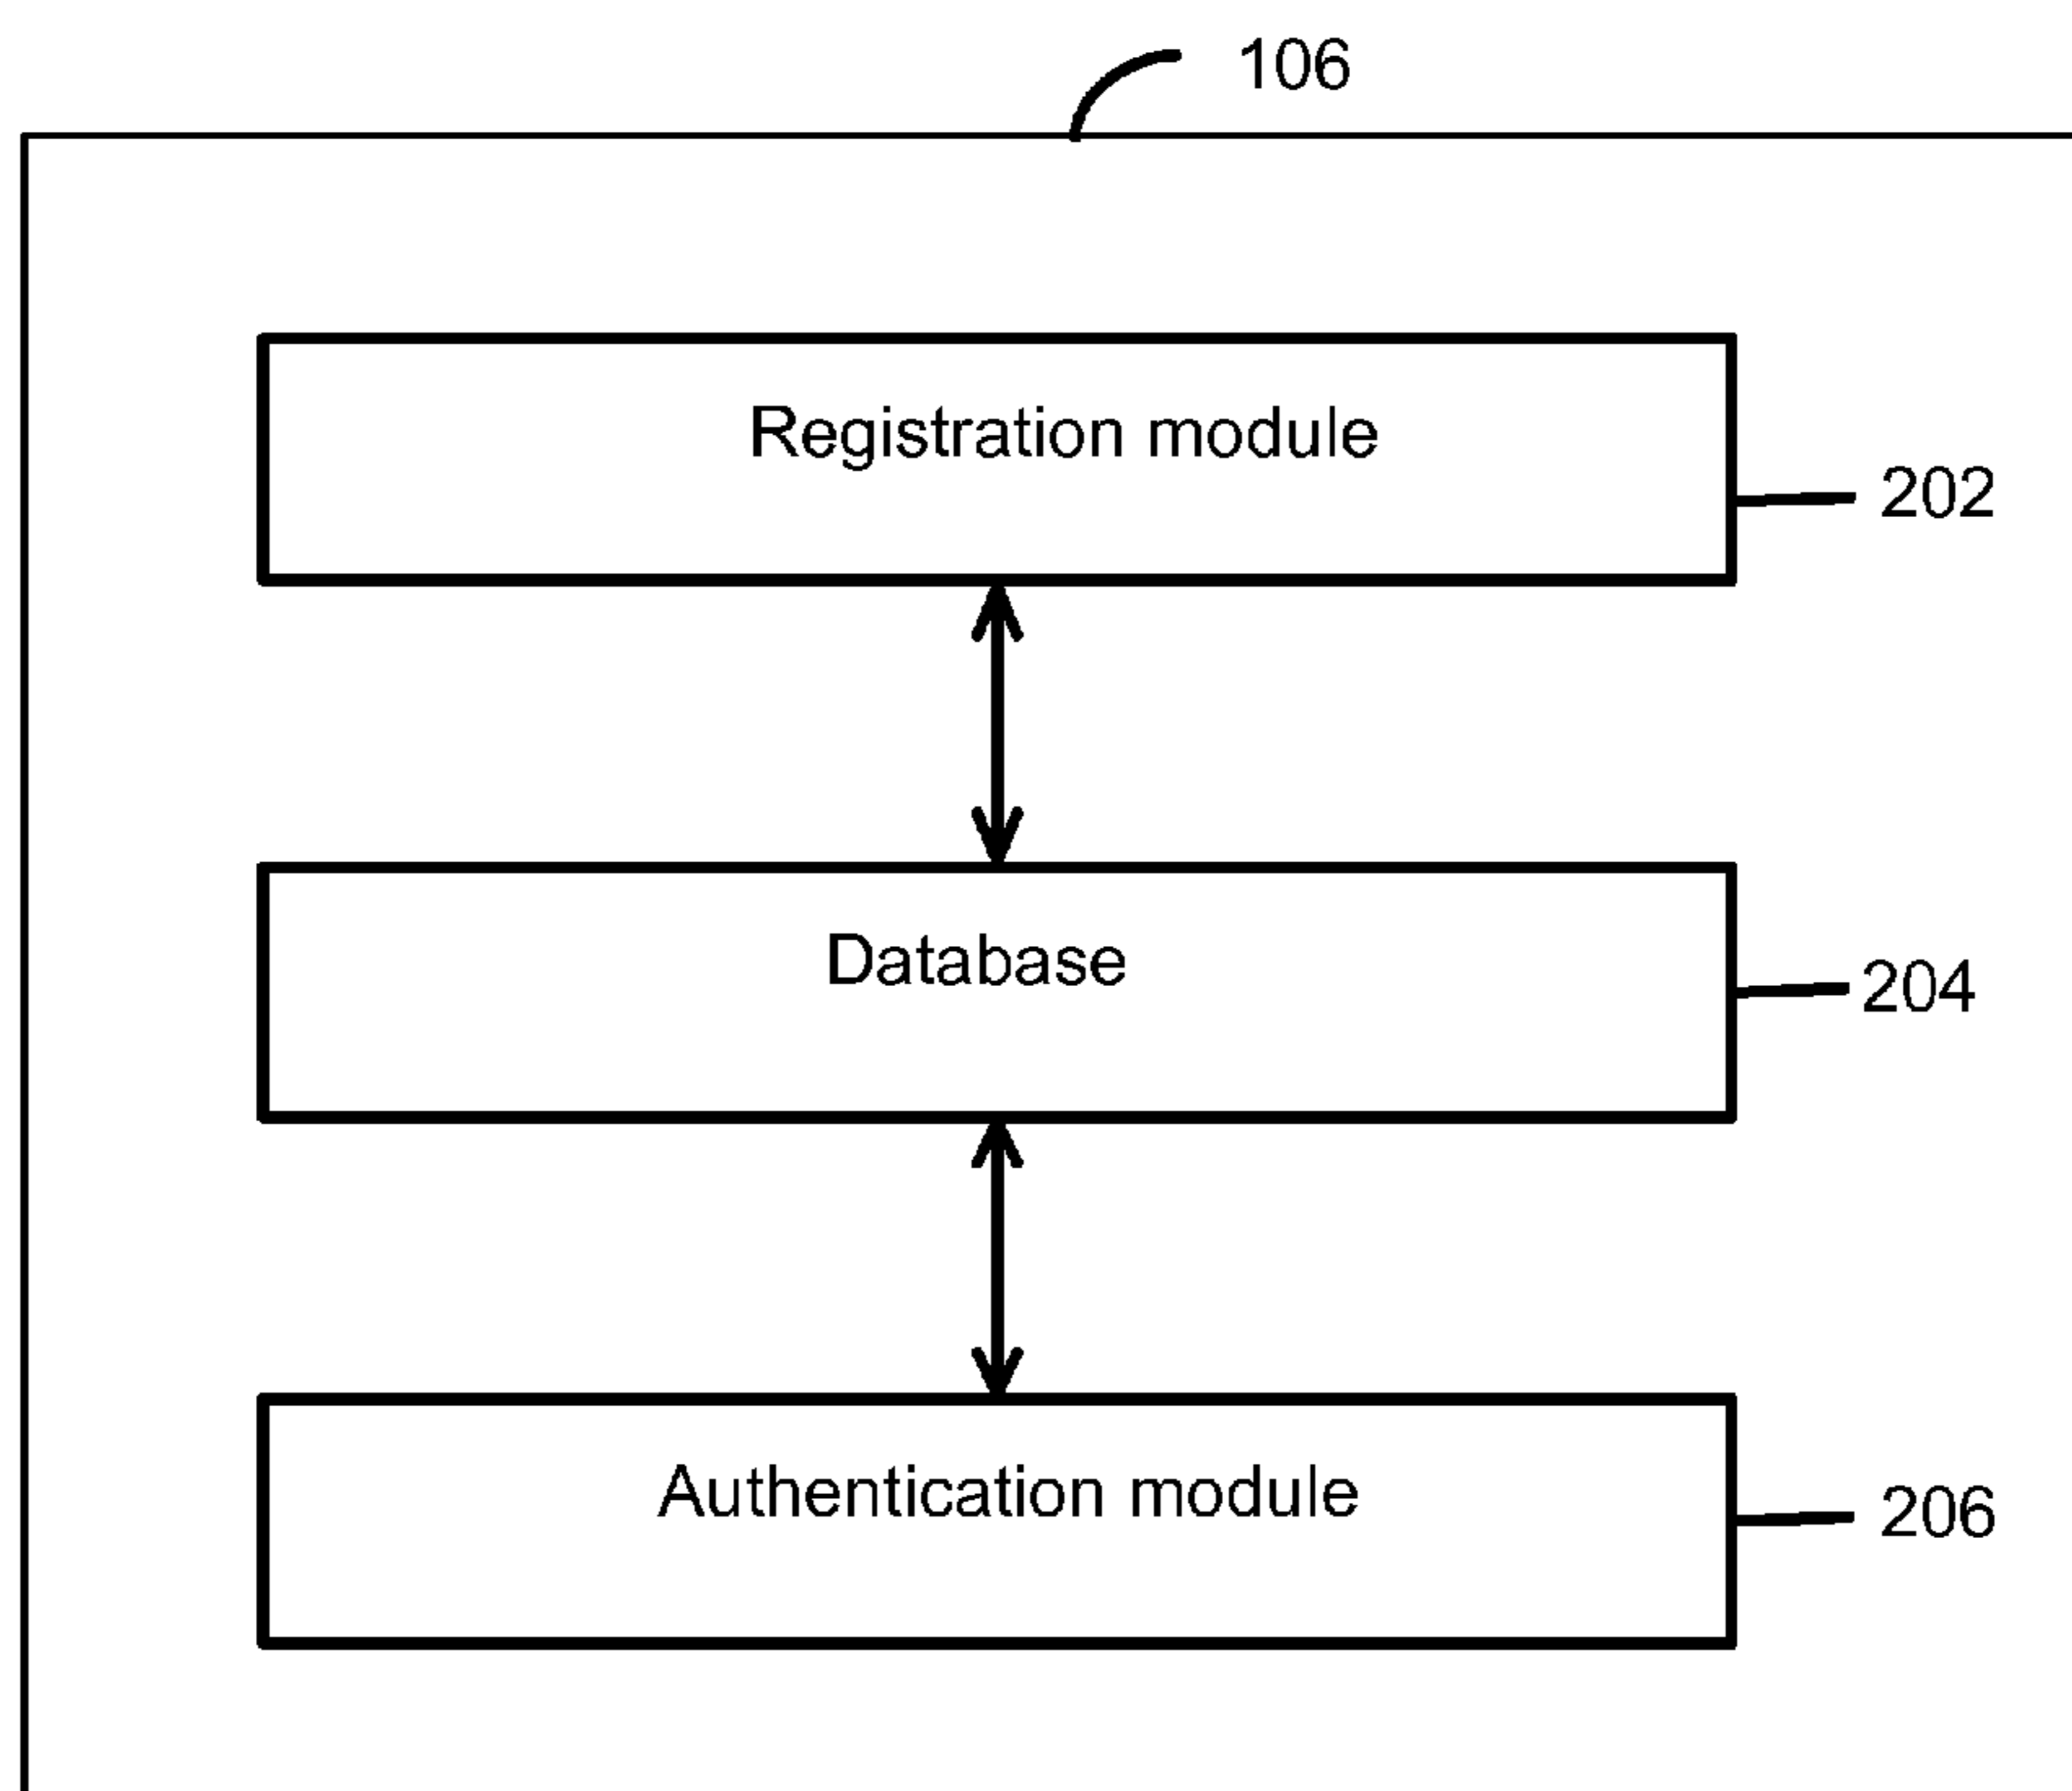 106
Registration module
202
Database
204
Authentication module
206